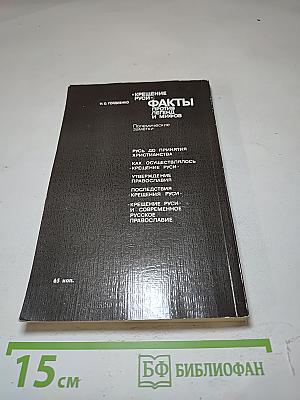 «КРЕЩЕНИЕ
РУСИ»:
Н. С. ГОРДИЕНКО
ФАКТЫ
ПРОТИВ
ЛЕГЕНД
И МИФОВ
Полемические
заметки
РУСЬ ДО ПРИНЯТИЯ
ХРИСТИАНСТВА
КАК ОСУЩЕСТВЛЯЛОСЬ
«КРЕЩЕНИЕ РУСИ»
УТВЕРЖДЕНИЕ
ПРАВОСЛАВИЯ
ПОСЛЕДСТВИЯ
«КРЕЩЕНИЯ РУСИ»
«КРЕЩЕНИЕ РУСИ»
И СОВРЕМЕННОЕ
РУССКОЕ
ПРАВОСЛАВИЕ
65 коп.
15 см
БФ БИБЛИОФАН